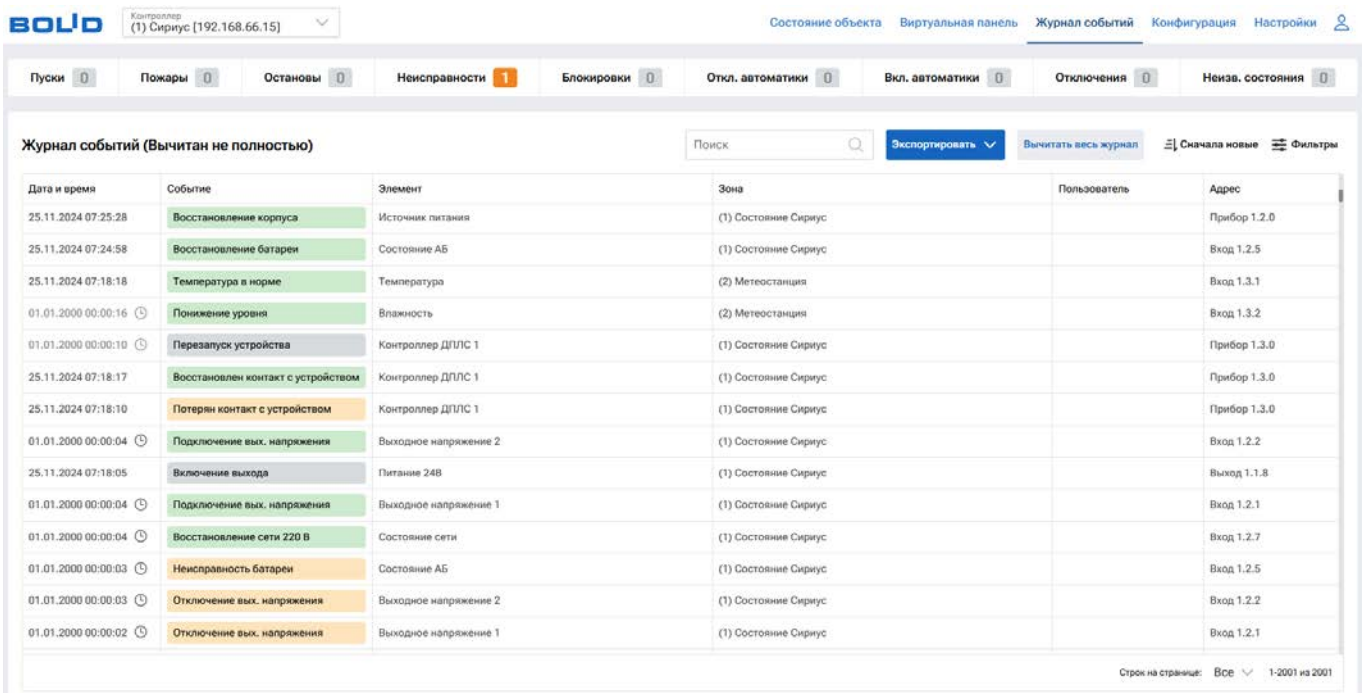 BOLID
Контроллер
(1) Сириус [192.168.66.15]
Состояние объекта Виртуальная панель Журнал событий Конфигурация Настройки
Пуски 0 Пожары 0 Остановы 0 Неисправности 1 Блокировки 0 Откл. автоматики 0 Вкл. автоматики 0 Отключения 0 Неизв. состояния 0
Журнал событий (Вычитан не полностью) Поиск Экспортировать Вычитать весь журнал Сначала новые Фильтры
Дата и время Событие Элемент Зона Пользователь Адрес
25.11.2024 07:25:28 Восстановление корпуса Источник питания (1) Состояние Сириус Прибор 1.2.0
25.11.2024 07:24:58 Восстановление батареи Состояние АБ (1) Состояние Сириус Вход 1.2.5
25.11.2024 07:18:18 Температура в норме Температура (2) Метеостанция Вход 1.3.1
01.01.2000 00:00:16 Понижение уровня Влажность (2) Метеостанция Вход 1.3.2
01.01.2000 00:00:10 Перезапуск устройства Контроллер ДПЛС 1 (1) Состояние Сириус Прибор 1.3.0
25.11.2024 07:18:17 Восстановлен контакт с устройством Контроллер ДПЛС 1 (1) Состояние Сириус Прибор 1.3.0
25.11.2024 07:18:10 Потерян контакт с устройством Контроллер ДПЛС 1 (1) Состояние Сириус Прибор 1.3.0
01.01.2000 00:00:04 Подключение вых. напряжения Выходное напряжение 2 (1) Состояние Сириус Вход 1.2.2
25.11.2024 07:18:05 Включение выхода Питание 24В (1) Состояние Сириус Выход 1.1.8
01.01.2000 00:00:04 Подключение вых. напряжения Выходное напряжение 1 (1) Состояние Сириус Вход 1.2.1
01.01.2000 00:00:04 Восстановление сети 220 В Состояние сети (1) Состояние Сириус Вход 1.2.7
01.01.2000 00:00:03 Неисправность батареи Состояние АБ (1) Состояние Сириус Вход 1.2.5
01.01.2000 00:00:03 Отключение вых. напряжения Выходное напряжение 2 (1) Состояние Сириус Вход 1.2.2
01.01.2000 00:00:02 Отключение вых. напряжения Выходное напряжение 1 (1) Состояние Сириус Вход 1.2.1
Строк на странице: Все 1-2001 из 2001